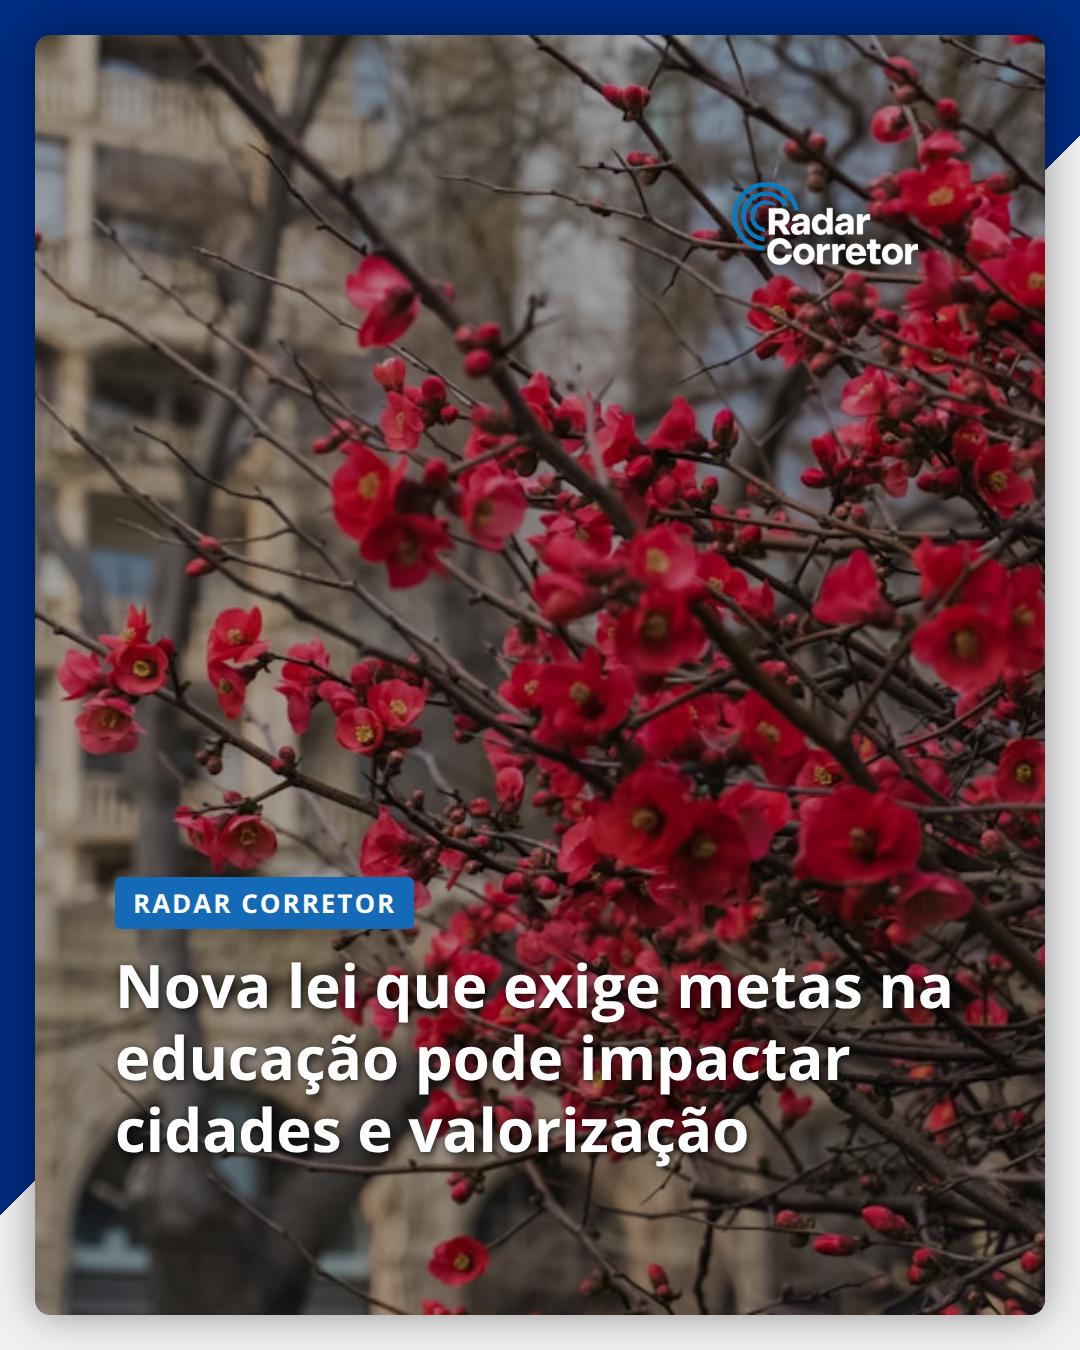 Radar
Corretor
RADAR CORRETOR
Nova lei que exige metas na
educação pode impactar
cidades e valorização